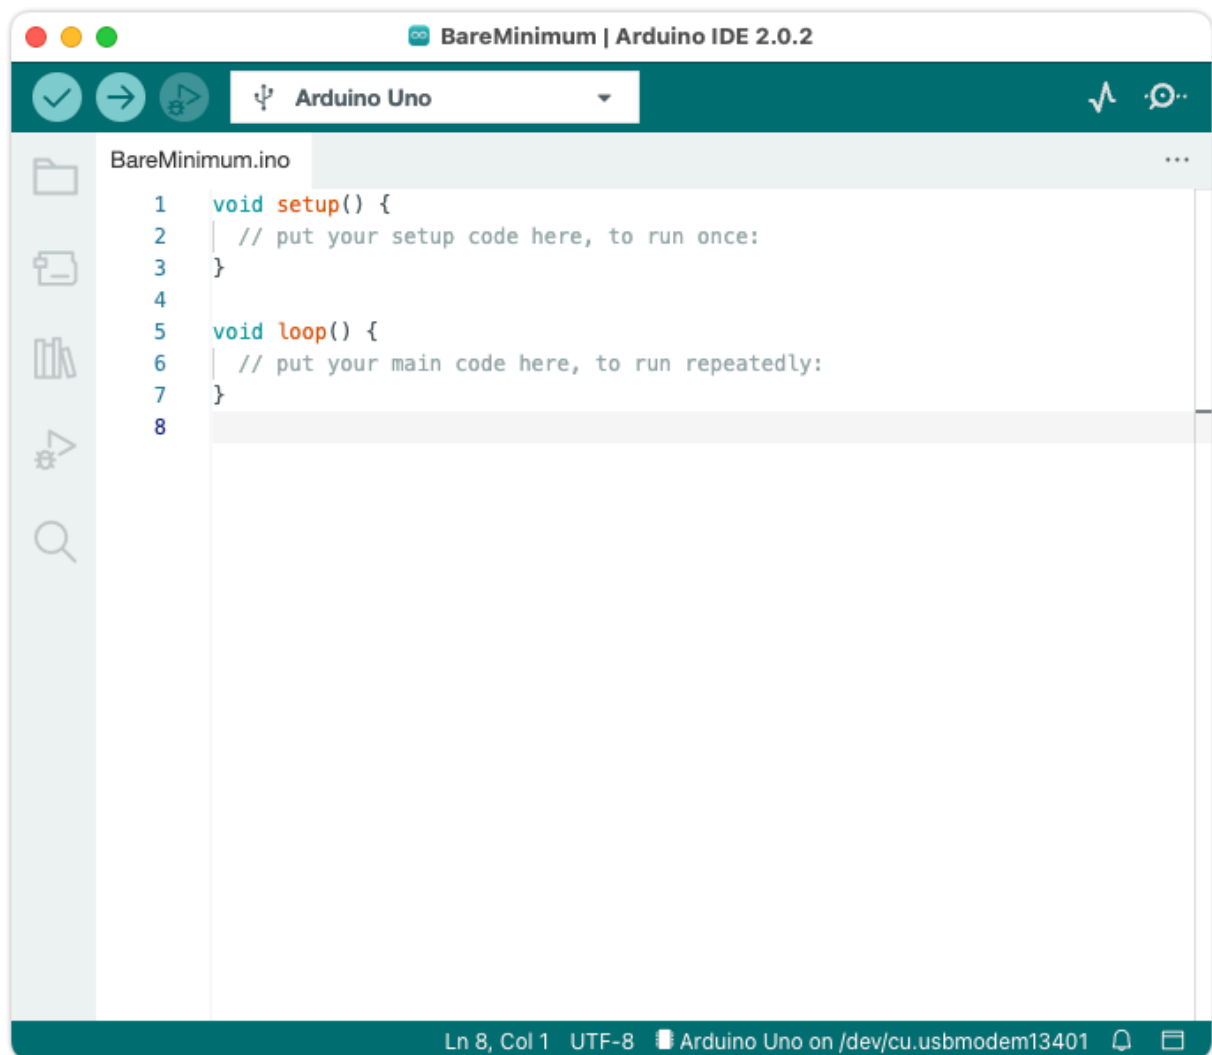 BareMinimum | Arduino IDE 2.0.2
Arduino Uno
BareMinimum.ino
...
1 void setup() {
2   // put your setup code here, to run once:
3 }
4
5 void loop() {
6   // put your main code here, to run repeatedly:
7 }
8
Ln 8, Col 1 UTF-8 Arduino Uno on /dev/cu.usbmodem13401